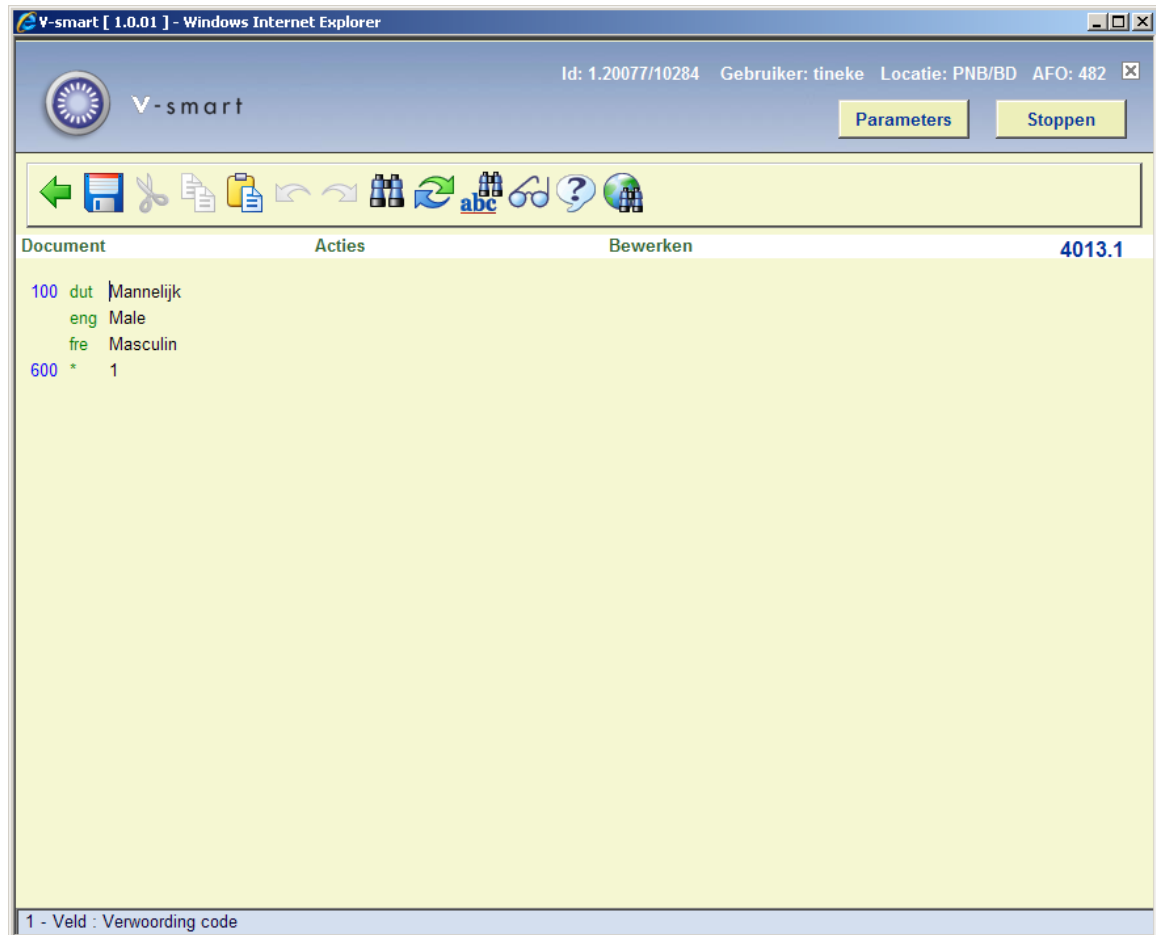 V-smart [ 1.0.01 ] - Windows Internet Explorer
Id: 1.20077/10284 Gebruiker: tineke Locatie: PNB/BD AFO: 482
V-smart
Parameters Stoppen
abc
Document Acties Bewerken 4013.1
100 dut Mannelijk
eng Male
fre Masculin
600 * 1
1 - Veld : Verwoording code